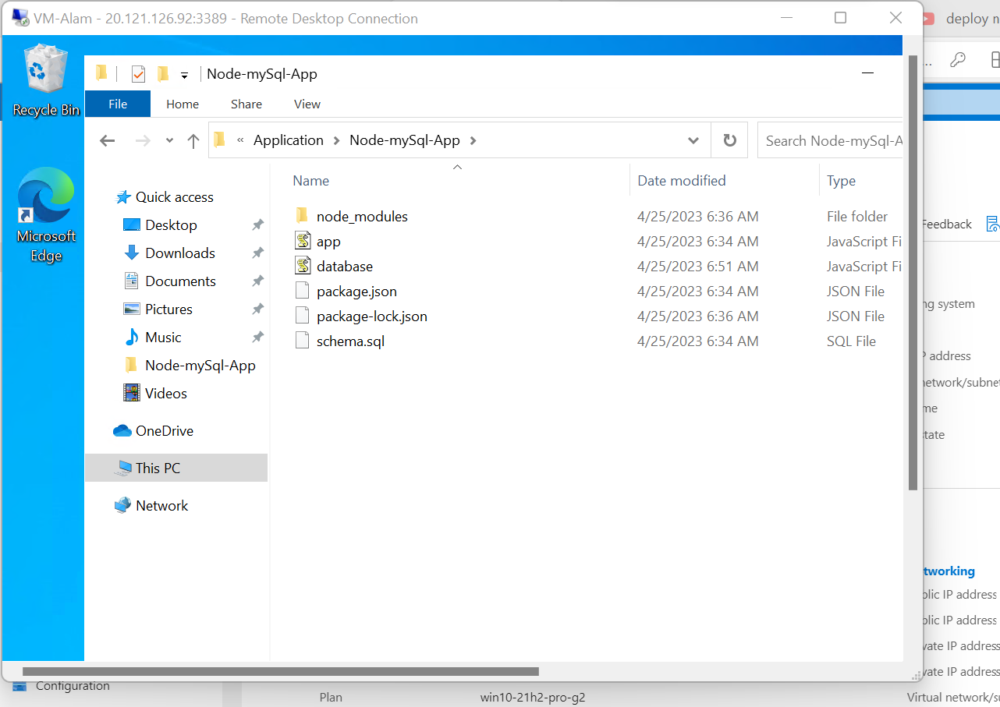 VM-Alam - 20.121.126.92:3389 - Remote Desktop Connection
deploy n
Recycle Bin
Microsoft
Edge
Node-mySql-App
File Home Share View
« Application Node-mySql-App
Search Node-mySql-A
Name Date modified Type
Quick access
Desktop
Downloads
Documents
Pictures
Music
Node-mySql-App
Videos
OneDrive
This PC
Network
node_modules 4/25/2023 6:36 AM File folder
app 4/25/2023 6:34 AM JavaScript Fi
database 4/25/2023 6:51 AM JavaScript Fi
package.json 4/25/2023 6:34 AM JSON File
package-lock.json 4/25/2023 6:36 AM JSON File
schema.sql 4/25/2023 6:34 AM SQL File
Feedback
ng system
P address
network/subnet
me
state
tworking
blic IP address
blic IP address
vate IP address
vate IP address
Virtual network/su
Configuration
Plan win10-21h2-pro-g2